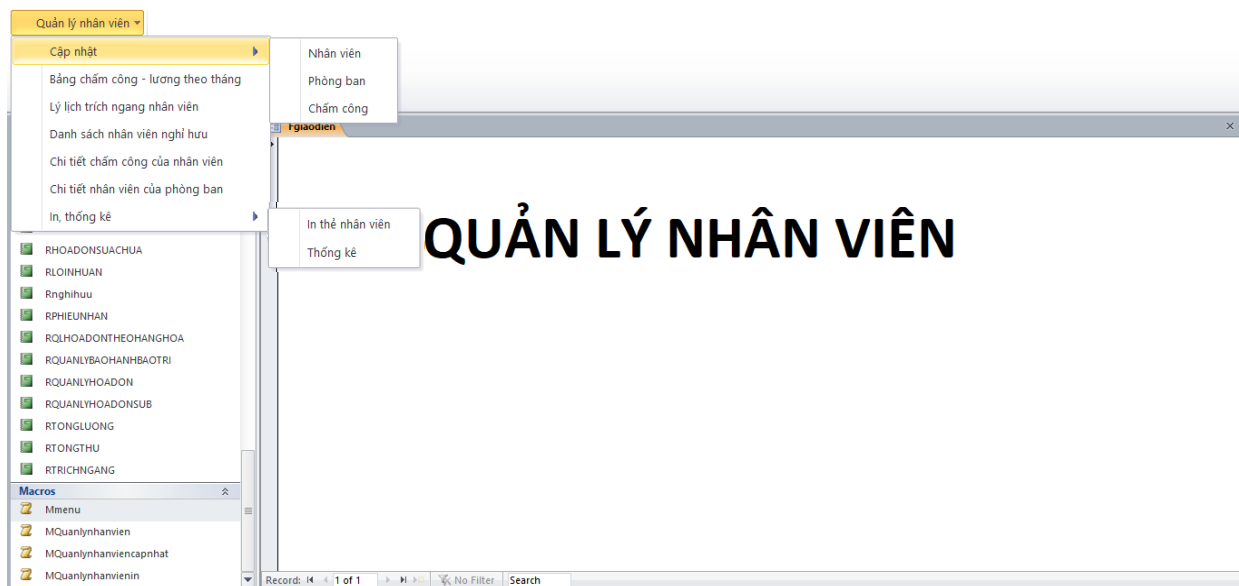 Quản lý nhân viên
Cập nhật
Bảng chấm công - lương theo tháng
Lý lịch trích ngang nhân viên
Danh sách nhân viên nghỉ hưu
Chi tiết chấm công của nhân viên
Chi tiết nhân viên của phòng ban
In, thống kê
Nhân viên
Phòng ban
Chấm công
In thẻ nhân viên
Thống kê
Fgiaodien
QUẢN LÝ NHÂN VIÊN
RHOADONSUACHUA
RLOINHUAN
Rnghihuu
RPHIEUNHAN
RQLHOADONTHEOHANGHOA
RQUANLYBAOHANHBAOTRI
RQUANLYHOADON
RQUANLYHOADONSUB
RTONGLUONG
RTONGTHU
RTRICHNGANG
Macros
Mmenu
MQuanlynhanvien
MQuanlynhanviencapnhat
MQuanlynhanvienin
Record: 1 of 1 No Filter Search